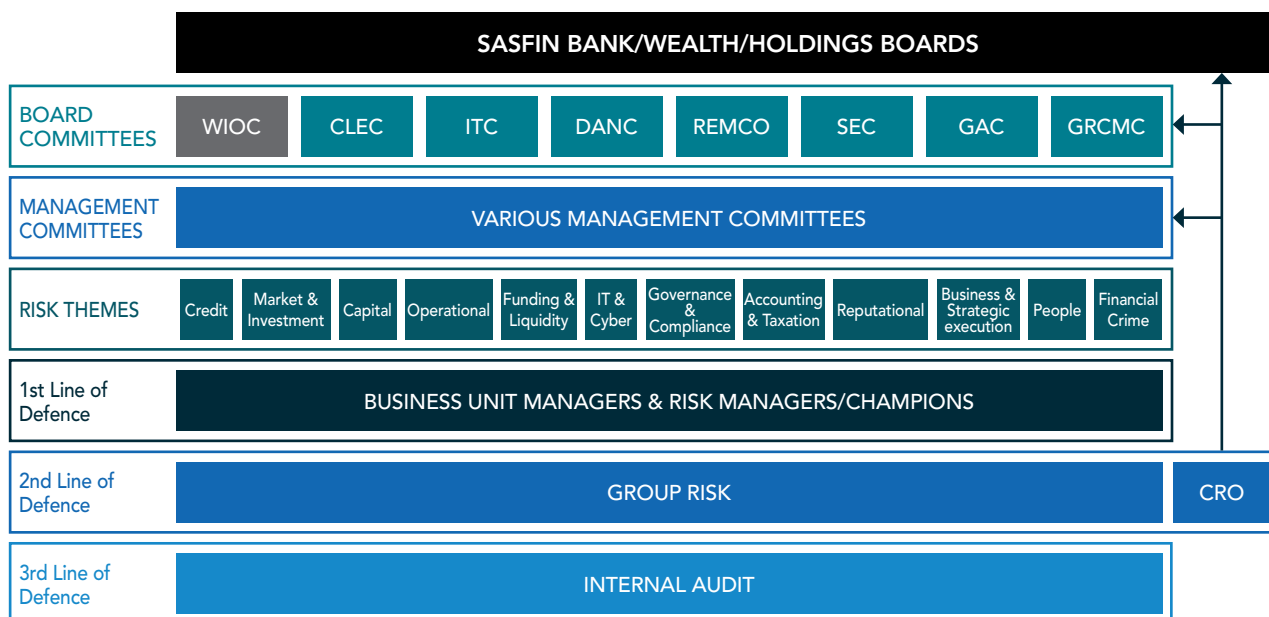 SASFIN BANK/WEALTH/HOLDINGS BOARDS
BOARD
COMMITTEES
WIOC
CLEC
ITC
DANC
REMCO
SEC
GAC
GRCMC
MANAGEMENT
COMMITTEES
VARIOUS MANAGEMENT COMMITTEES
RISK THEMES
Credit
Market &
Investment
Capital
Operational
Funding &
Liquidity
IT &
Cyber
Governance
&
Compliance
Accounting
& Taxation
Reputational
Business &
Strategic
execution
People
Financial
Crime
1st Line of
Defence
BUSINESS UNIT MANAGERS & RISK MANAGERS/CHAMPIONS
2nd Line of
Defence
GROUP RISK
CRO
3rd Line of
Defence
INTERNAL AUDIT